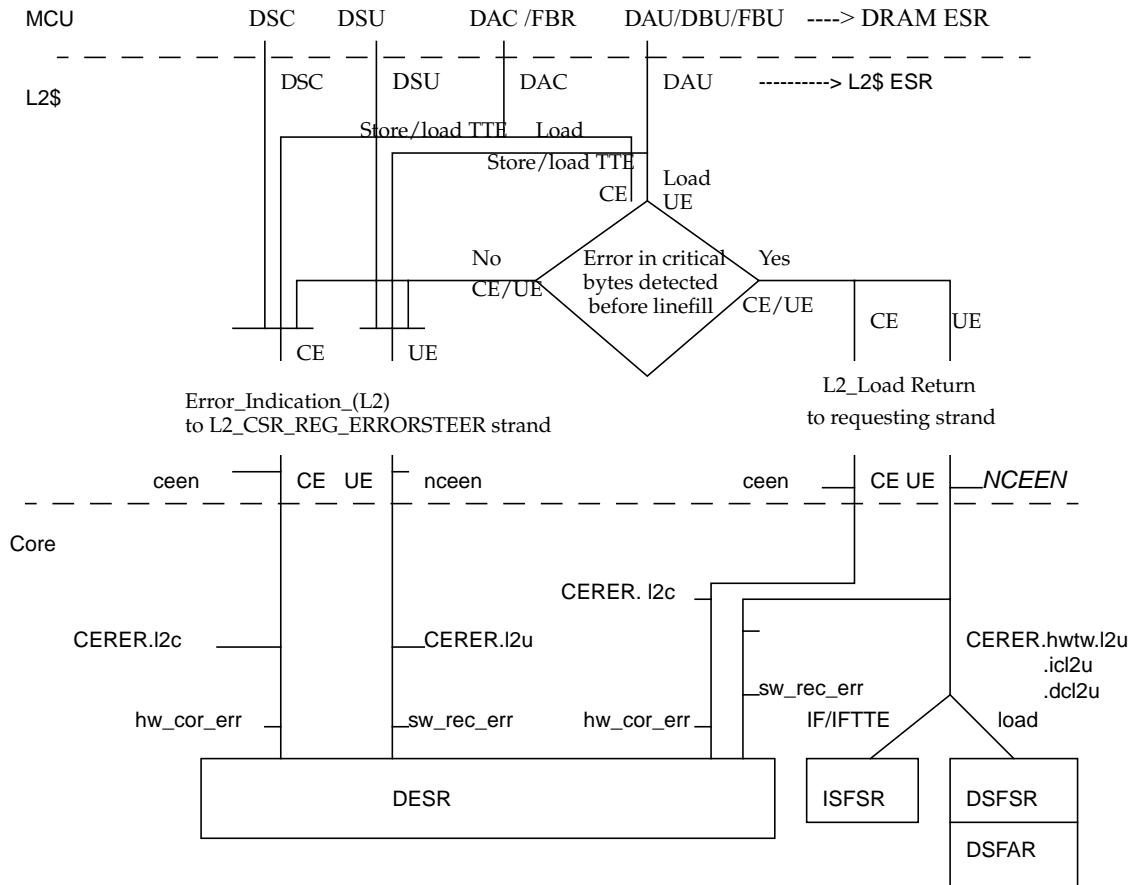 MCU DSC DSU DAC /FBR DAU/DBU/FBU ----> DRAM ESR
DSC DSU DAC DAU ----------> L2$ ESR
L2$
Store/load TTE Load
Store/load TTE
CE Load
UE
No Error in critical Yes
bytes detected
CE/UE before linefill CE/UE
CE UE CE UE
L2_Load Return
to requesting strand
Error_Indication_(L2)
to L2_CSR_REG_ERRORSTEER strand
ceen CE UE nceen ceen CE UE NCEEN
Core
CERER. l2c
CERER.l2c CERER.l2u CERER.hwtw.l2u
.icl2u
.dcl2u
sw_rec_err
hw_cor_err sw_rec_err hw_cor_err IF/IFTTE load
DESR ISFSR DSFSR
DSFAR